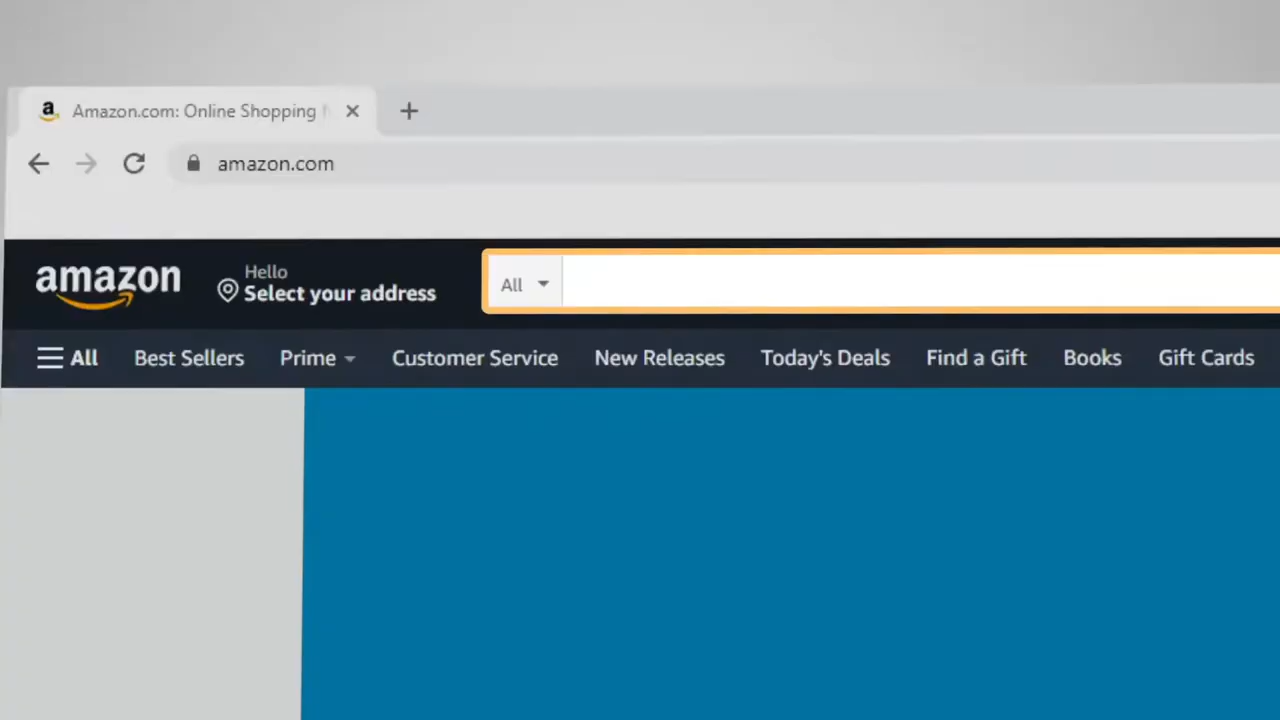 Amazon.com: Online Shopping
amazon.com
amazon
Hello
Select your address
All
All Best Sellers Prime Customer Service New Releases Today's Deals Find a Gift Books Gift Cards